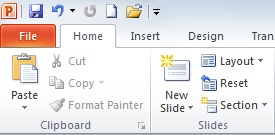 P
File Home Insert Design Tran
Paste
Cut
Copy
Format Painter
Clipboard
New
Slide
Layout
Reset
Section
Slides